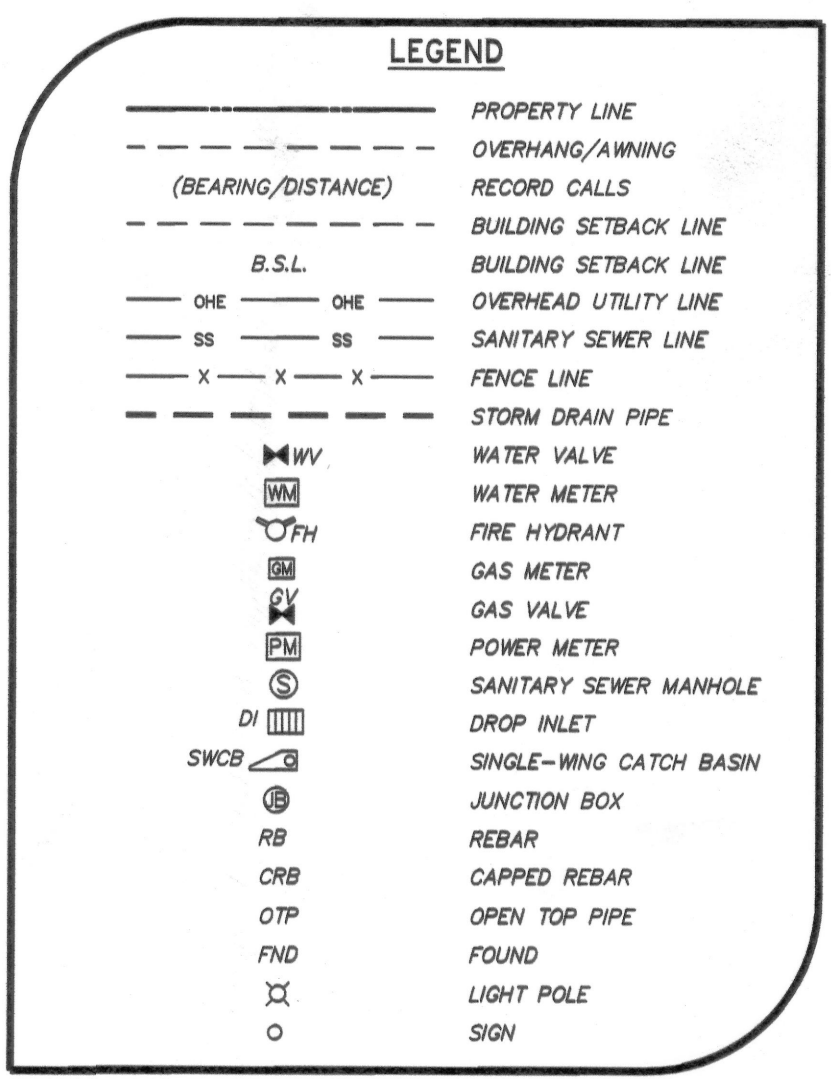 LEGEND
PROPERTY LINE
OVERHANG/AWNING
(BEARING/DISTANCE) RECORD CALLS
BUILDING SETBACK LINE
B.S.L. BUILDING SETBACK LINE
OHE OHE OVERHEAD UTILITY LINE
SS SS SANITARY SEWER LINE
X X X FENCE LINE
STORM DRAIN PIPE
WV WATER VALVE
WM WATER METER
FH FIRE HYDRANT
GM GAS METER
GV GAS VALVE
PM POWER METER
S SANITARY SEWER MANHOLE
DI DROP INLET
SWCB SINGLE-WING CATCH BASIN
JB JUNCTION BOX
RB REBAR
CRB CAPPED REBAR
OTP OPEN TOP PIPE
FND FOUND
LIGHT POLE
SIGN